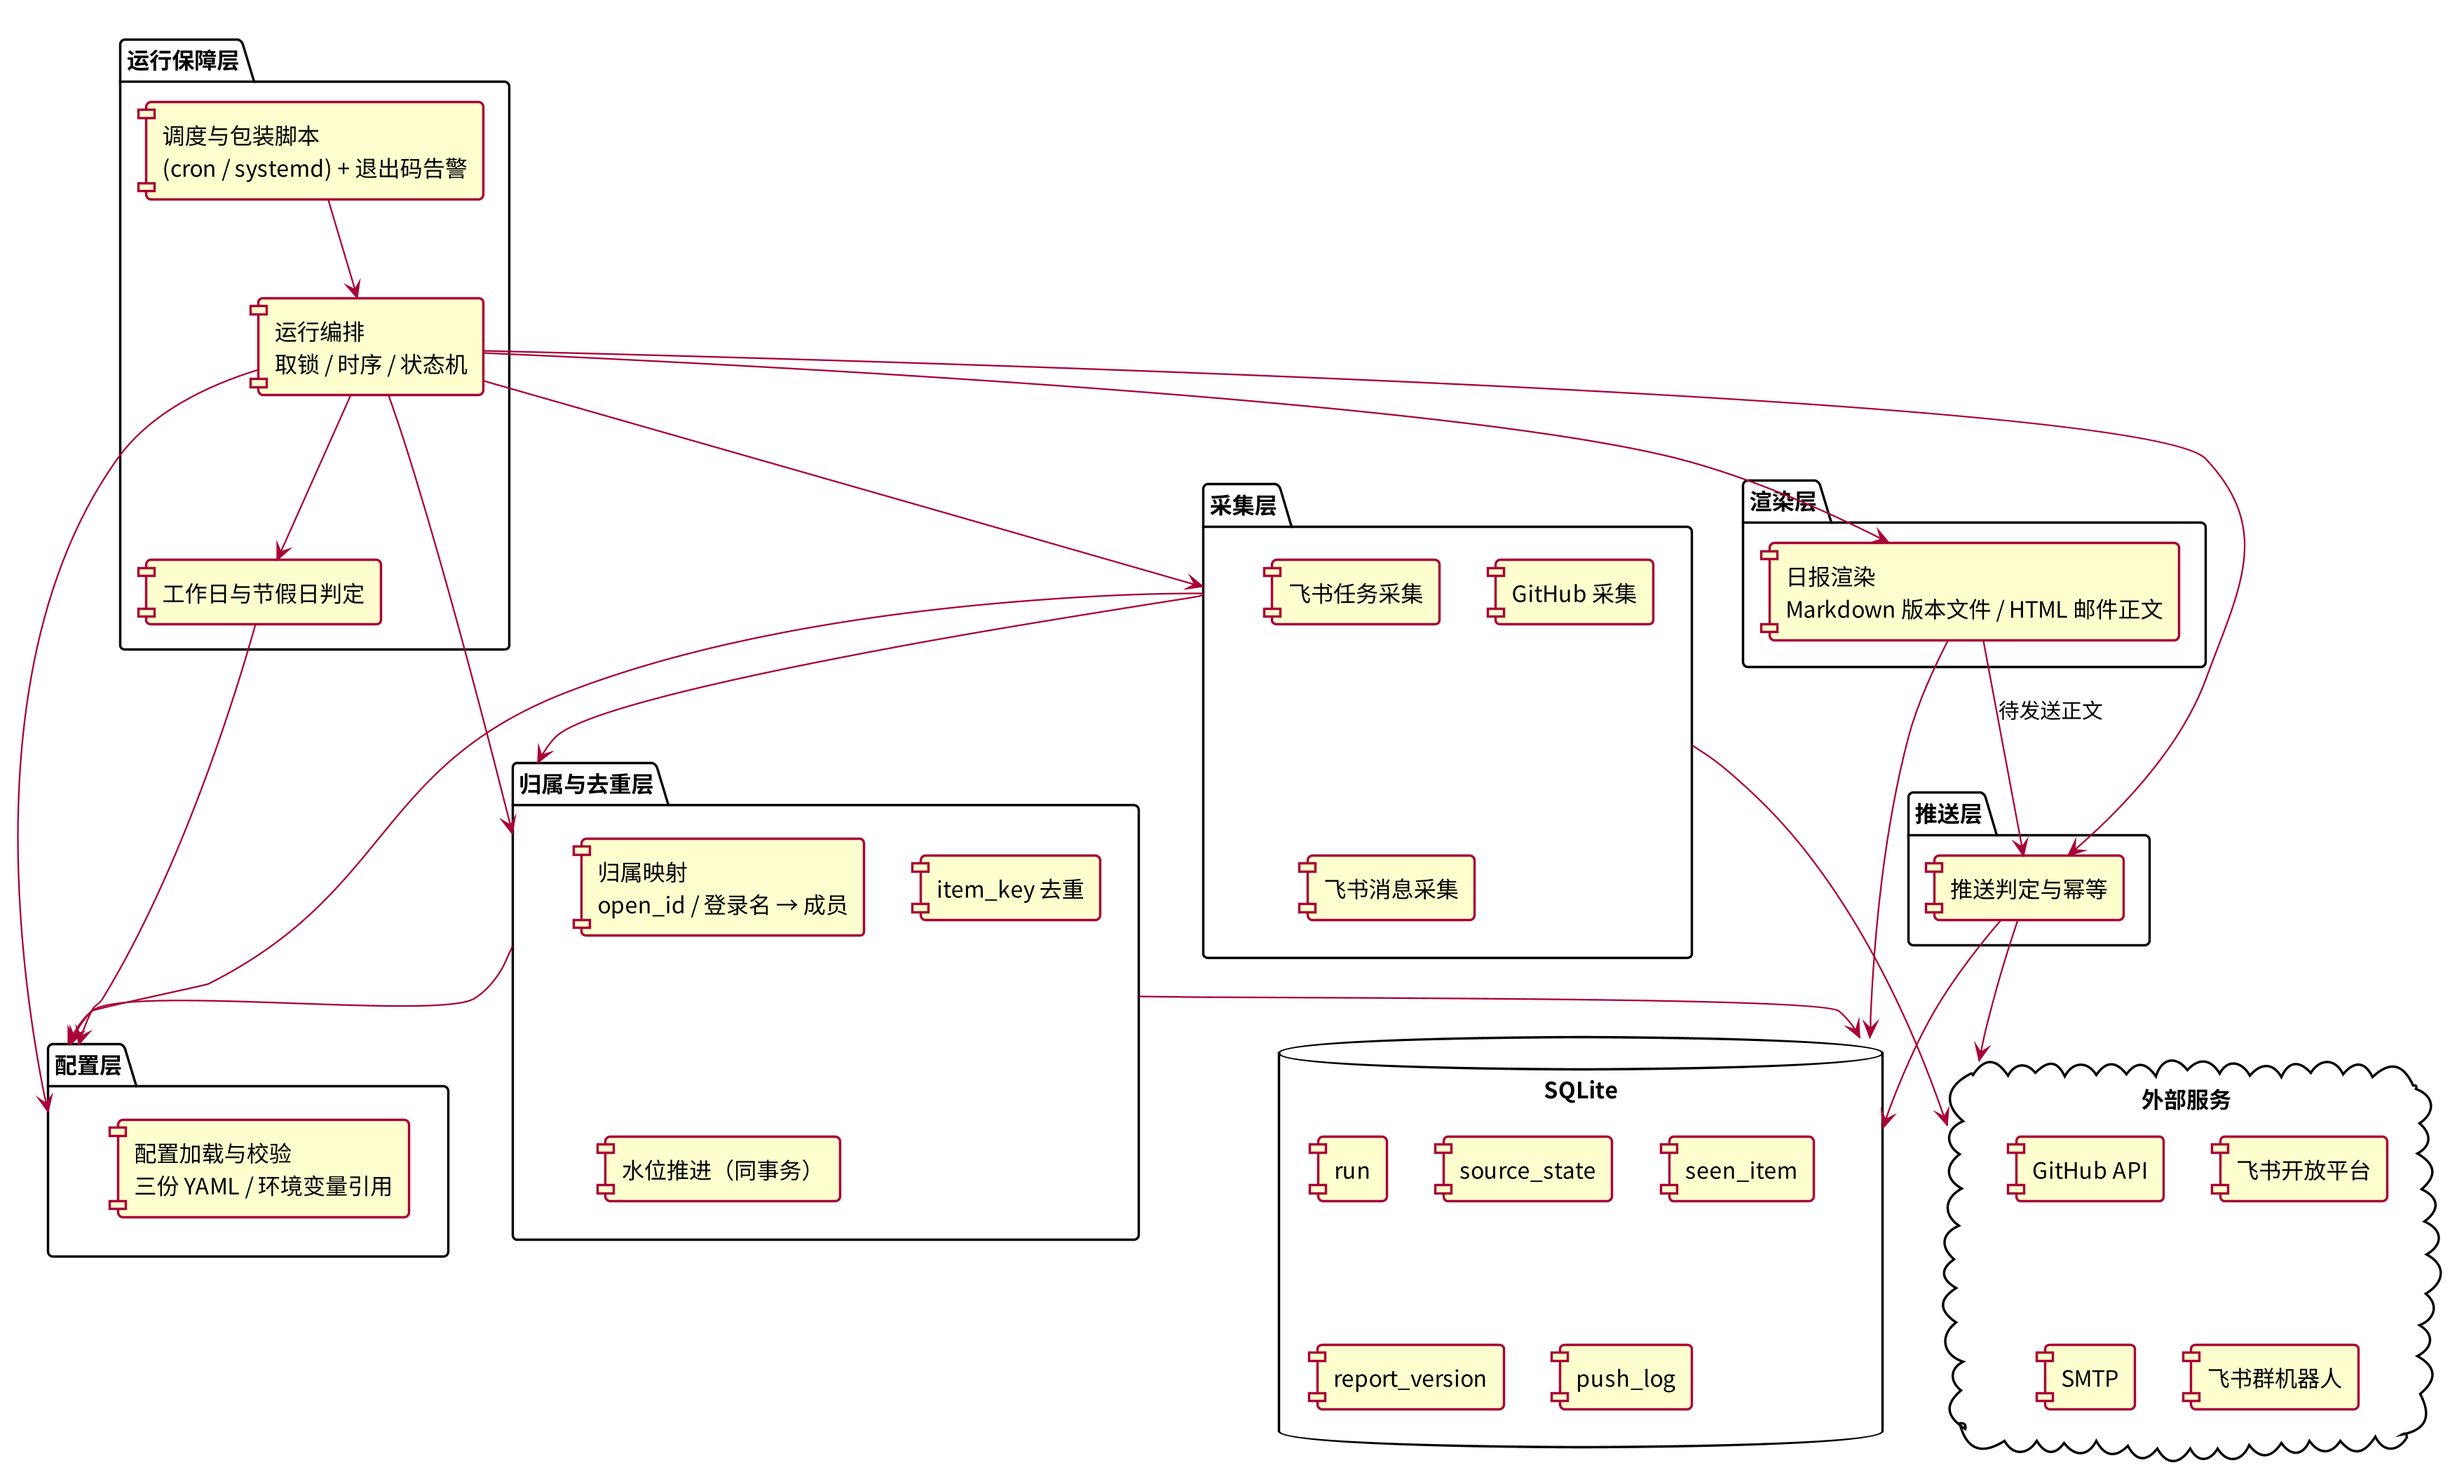 运行保障层
调度与包装脚本
(cron / systemd) + 退出码告警
运行编排
取锁 / 时序 / 状态机
工作日与节假日判定
采集层
飞书任务采集
GitHub 采集
飞书消息采集
渲染层
日报渲染
Markdown 版本文件 / HTML 邮件正文
待发送正文
推送层
推送判定与幂等
归属与去重层
归属映射
open_id / 登录名 → 成员
item_key 去重
水位推进（同事务）
配置层
配置加载与校验
三份 YAML / 环境变量引用
SQLite
run
source_state
seen_item
report_version
push_log
外部服务
GitHub API
飞书开放平台
SMTP
飞书群机器人